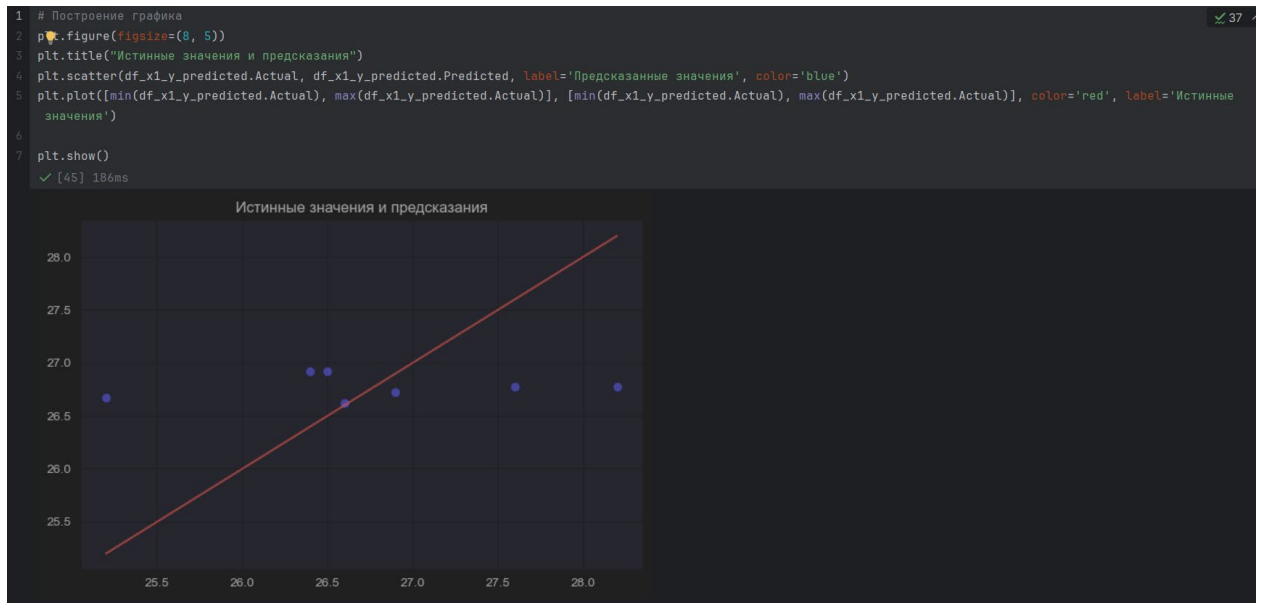 1 # Построение графика
37
2 plt.figure(figsize=(8, 5))
3 plt.title("Истинные значения и предсказания")
4 plt.scatter(df_x1_y_predicted.Actual, df_x1_y_predicted.Predicted, label='Предсказанные значения', color='blue')
5 plt.plot([min(df_x1_y_predicted.Actual), max(df_x1_y_predicted.Actual)], [min(df_x1_y_predicted.Actual), max(df_x1_y_predicted.Actual)], color='red', label='Истинные
значения')
6
7 plt.show()
[45] 186ms
Истинные значения и предсказания
28.0
27.5
27.0
26.5
26.0
25.5
25.5 26.0 26.5 27.0 27.5 28.0